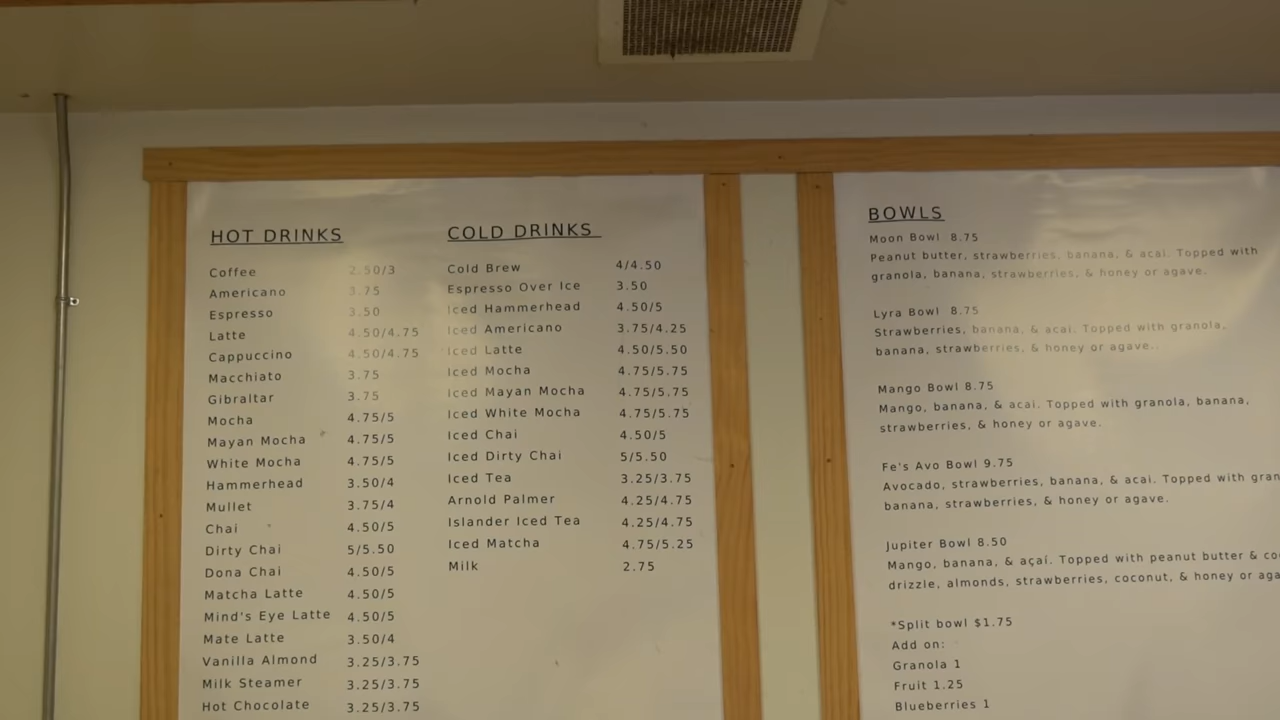 HOT DRINKS
Coffee 2.50/3
Americano 3.75
Espresso 3.50
Latte 4.50/4.75
Cappuccino 4.50/4.75
Macchiato 3.75
Gibraltar 3.75
Mocha 4.75/5
Mayan Mocha 4.75/5
White Mocha 4.75/5
Hammerhead 3.50/4
Mullet 3.75/4
Chai 4.50/5
Dirty Chai 5/5.50
Dona Chai 4.50/5
Matcha Latte 4.50/5
Mind's Eye Latte 4.50/5
Mate Latte 3.50/4
Vanilla Almond 3.25/3.75
Milk Steamer 3.25/3.75
Hot Chocolate 3.25/3.75
COLD DRINKS
Cold Brew 4/4.50
Espresso Over Ice 3.50
Iced Hammerhead 4.50/5
Iced Americano 3.75/4.25
Iced Latte 4.50/5.50
Iced Mocha 4.75/5.75
Iced Mayan Mocha 4.75/5.75
Iced White Mocha 4.75/5.75
Iced Chai 4.50/5
Iced Dirty Chai 5/5.50
Iced Tea 3.25/3.75
Arnold Palmer 4.25/4.75
Islander Iced Tea 4.25/4.75
Iced Matcha 4.75/5.25
Milk 2.75
BOWLS
Moon Bowl 8.75
Peanut butter, strawberries, banana, & acai. Topped with
granola, banana, strawberries, & honey or agave.
Lyra Bowl 8.75
Strawberries, banana, & acai. Topped with granola,
banana, strawberries, & honey or agave..
Mango Bowl 8.75
Mango, banana, & acai. Topped with granola, banana,
strawberries, & honey or agave.
Fe's Avo Bowl 9.75
Avocado, strawberries, banana, & acai. Topped with gran
banana, strawberries, & honey or agave.
Jupiter Bowl 8.50
Mango, banana, & açaí. Topped with peanut butter & co
drizzle, almonds, strawberries, coconut, & honey or aga
*Split bowl $1.75
Add on:
Granola 1
Fruit 1.25
Blueberries 1